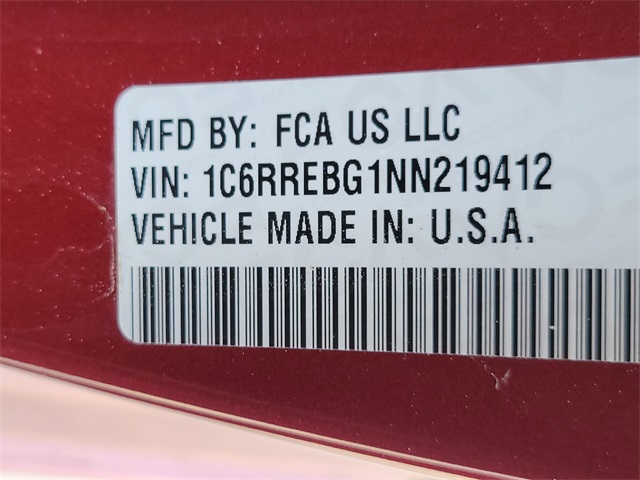 MFD BY: FCA US LLC
VIN: 1C6RREBG1NN219412
VEHICLE MADE IN: U.S.A.